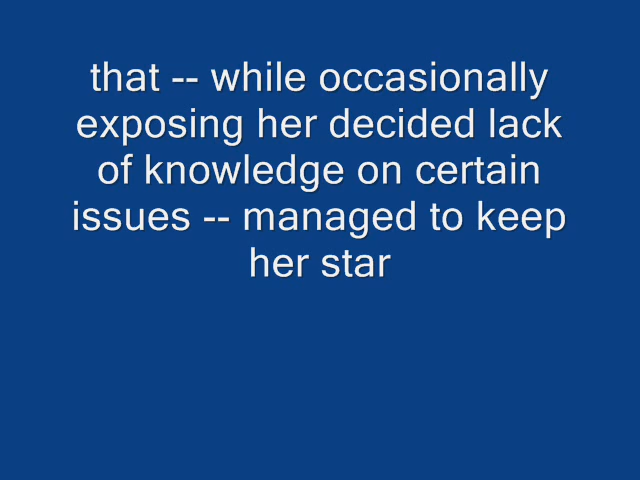 that -- while occasionally
exposing her decided lack
of knowledge on certain
issues -- managed to keep
her star